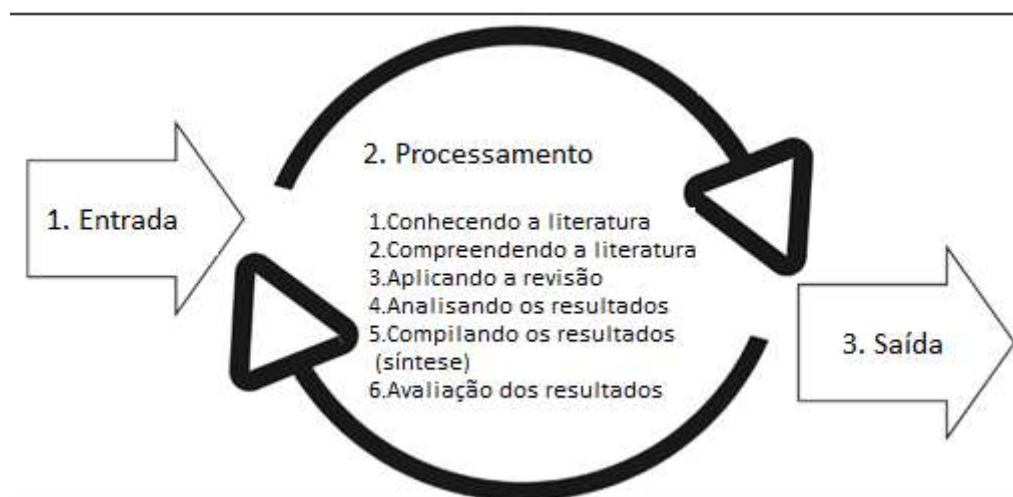 1. Entrada
2. Processamento
1.Conhecendo a literatura
2.Compreendendo a literatura
3.Aplicando a revisão
4.Analisando os resultados
5.Compilando os resultados
(síntese)
6.Avaliação dos resultados
3. Saída